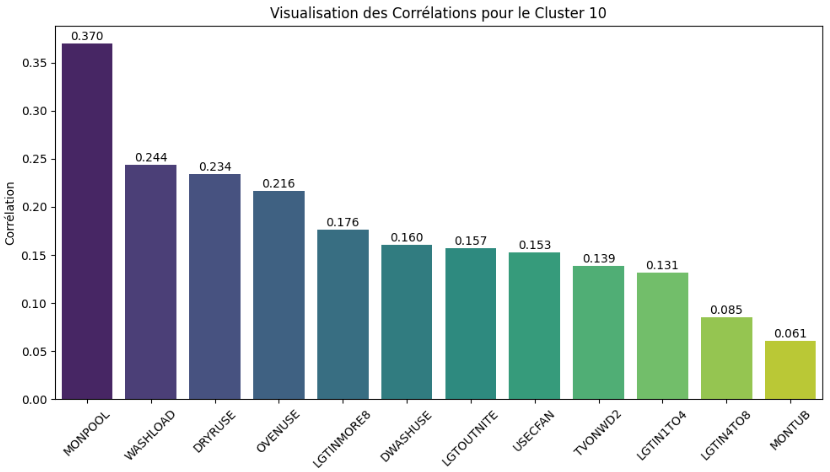 Visualisation des Corrélations pour le Cluster 10
Corrélation
0.35
0.30
0.25
0.20
0.15
0.10
0.05
0.00
0.370
0.244
0.234
0.216
0.176
0.160
0.157
0.153
0.139
0.131
0.085
0.061
MONPOOL
WASHLOAD
DRYRUSE
OVENUSE
LGTINMORE8
DWASHUSE
LGTOUTNITE
USECFAN
TVONWD2
LGTIN1TO4
LGTIN4TO8
MONTUB